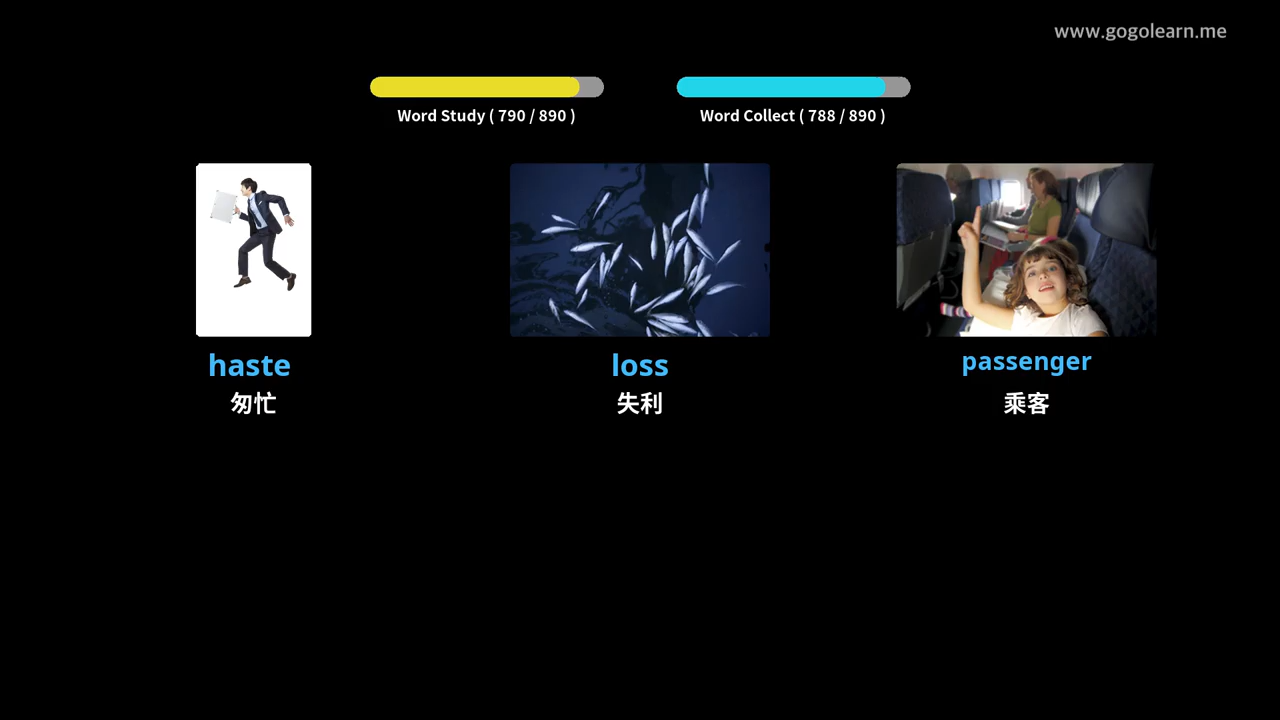 www.gogolearn.me
Word Study ( 790 / 890 )
Word Collect ( 788 / 890 )
haste
匆忙
loss
失利
passenger
乘客